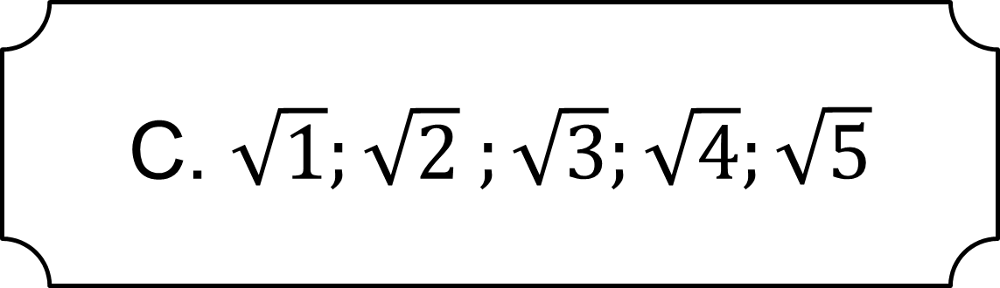 C. √1; √2 ; √3; √4; √5